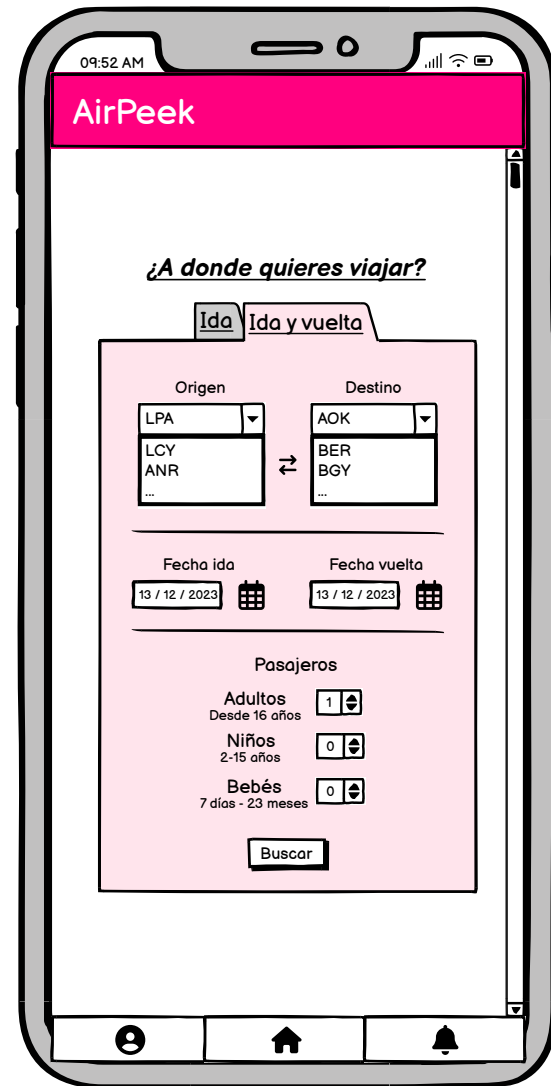 09:52 AM
AirPeek
¿A donde quieres viajar?
Ida
Ida y vuelta
Origen
Destino
LPA
AOK
LCY
ANR
...
BER
BGY
...
Fecha ida
Fecha vuelta
13 / 12 / 2023
13 / 12 / 2023
Pasajeros
Adultos
1
Desde 16 años
Niños
0
2-15 años
Bebés
0
7 días - 23 meses
Buscar